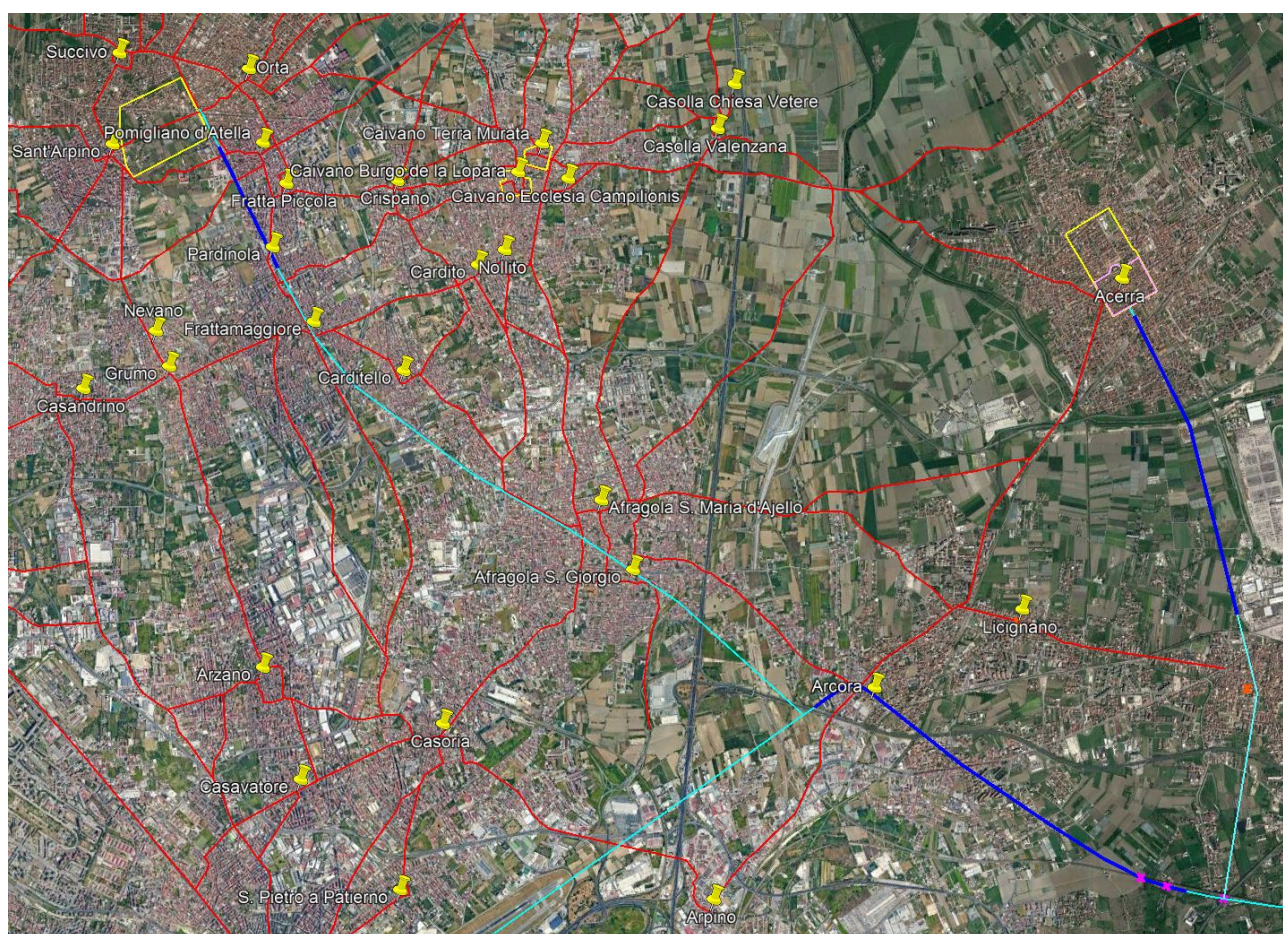 Succivo
Orta
Casolla Chiesa Vetere
Pomigliano d'Atella
Caivano Terra Murata
Sant'Arpino
Casolla Valenzana
Caivano Burgo de la Lopara
Fratta Piccola
Crispano
Caivano Ecclesia Campilionis
Pardinola
Cardito
Nollito
Acerra
Nevano
Frattamaggiore
Grumo
Carditello
Casandrino
Afragola S. Maria d'Ajello
Afragola S. Giorgio
Licignano
Arzano
Arcora
Casoria
Casavatore
S. Pietro a Patierno
Arpino